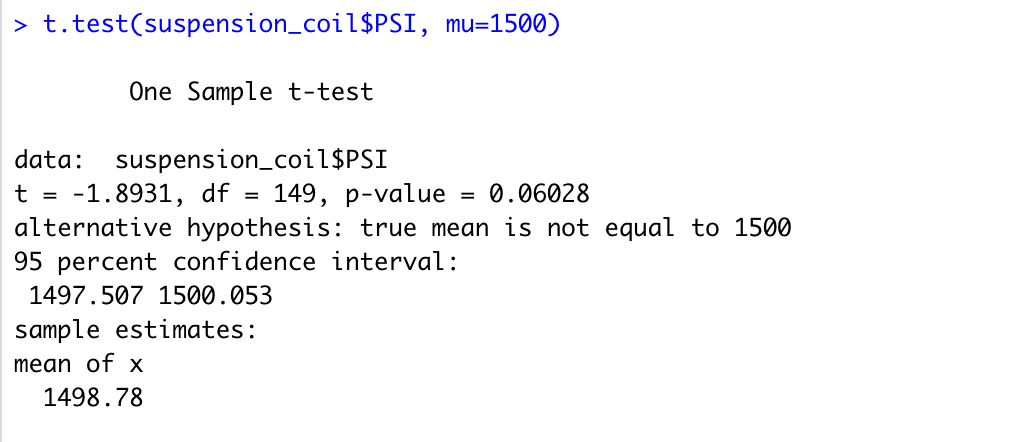 > t.test(suspension_coil$PSI, mu=1500)
One Sample t-test
data:  suspension_coil$PSI
t = -1.8931, df = 149, p-value = 0.06028
alternative hypothesis: true mean is not equal to 1500
95 percent confidence interval:
1497.507 1500.053
sample estimates:
mean of x
1498.78